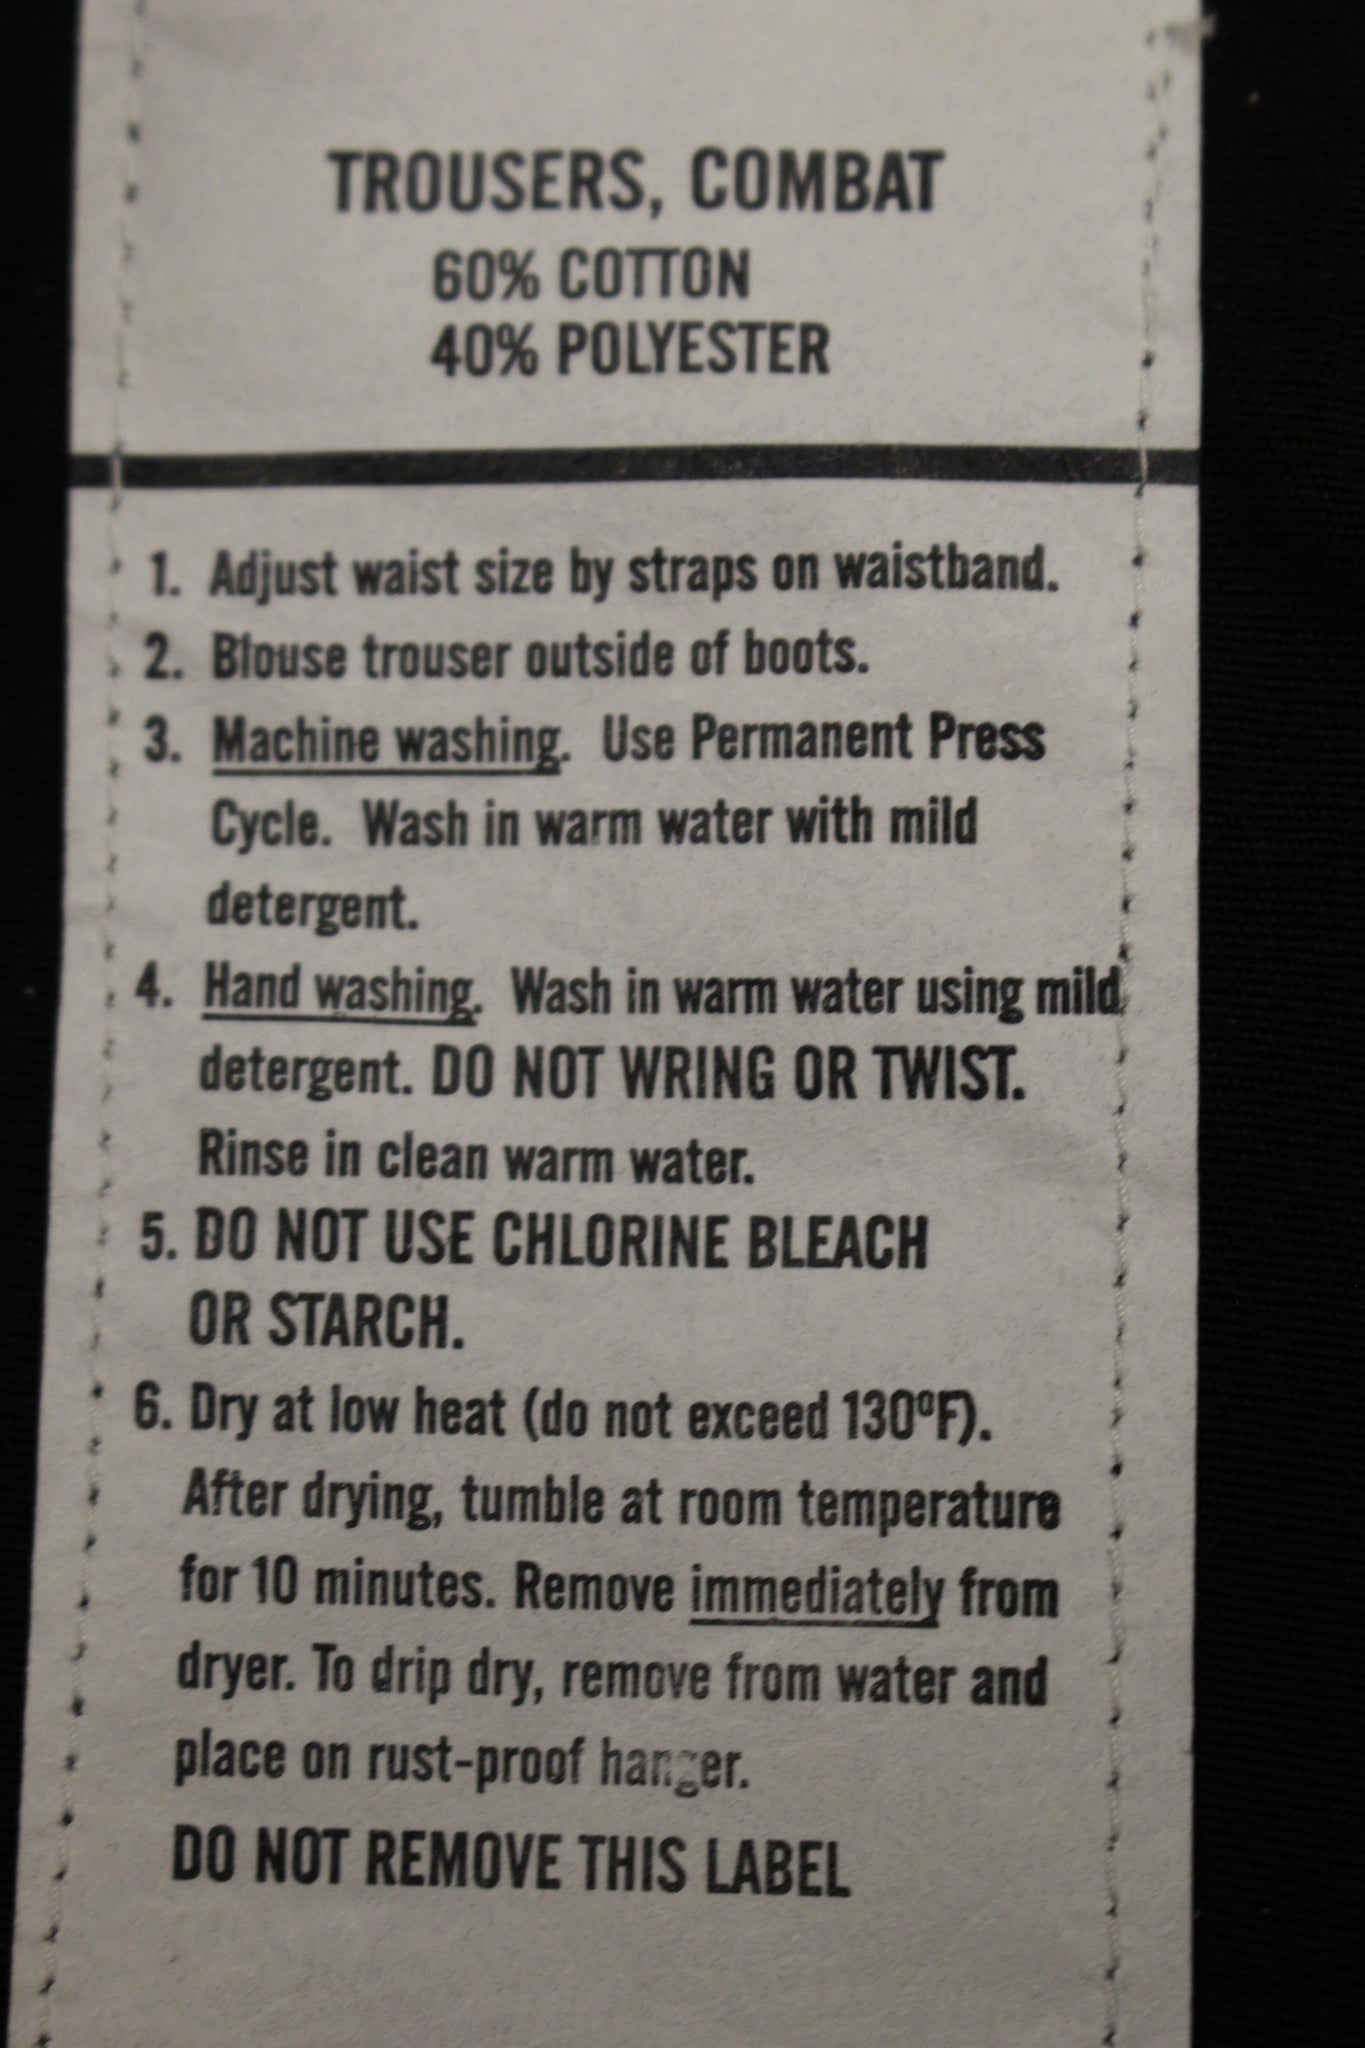 TROUSERS, COMBAT
60% COTTON
40% POLYESTER
1. Adjust waist size by straps on waistband.
2. Blouse trouser outside of boots.
3. Machine washing. Use Permanent Press
Cycle. Wash in warm water with mild
detergent.
4. Hand washing. Wash in warm water using mild
detergent. DO NOT WRING OR TWIST.
Rinse in clean warm water.
5. DO NOT USE CHLORINE BLEACH
OR STARCH.
6. Dry at low heat (do not exceed 130ºF).
After drying, tumble at room temperature
for 10 minutes. Remove immediately from
dryer. To drip dry, remove from water and
place on rust-proof hanger.
DO NOT REMOVE THIS LABEL